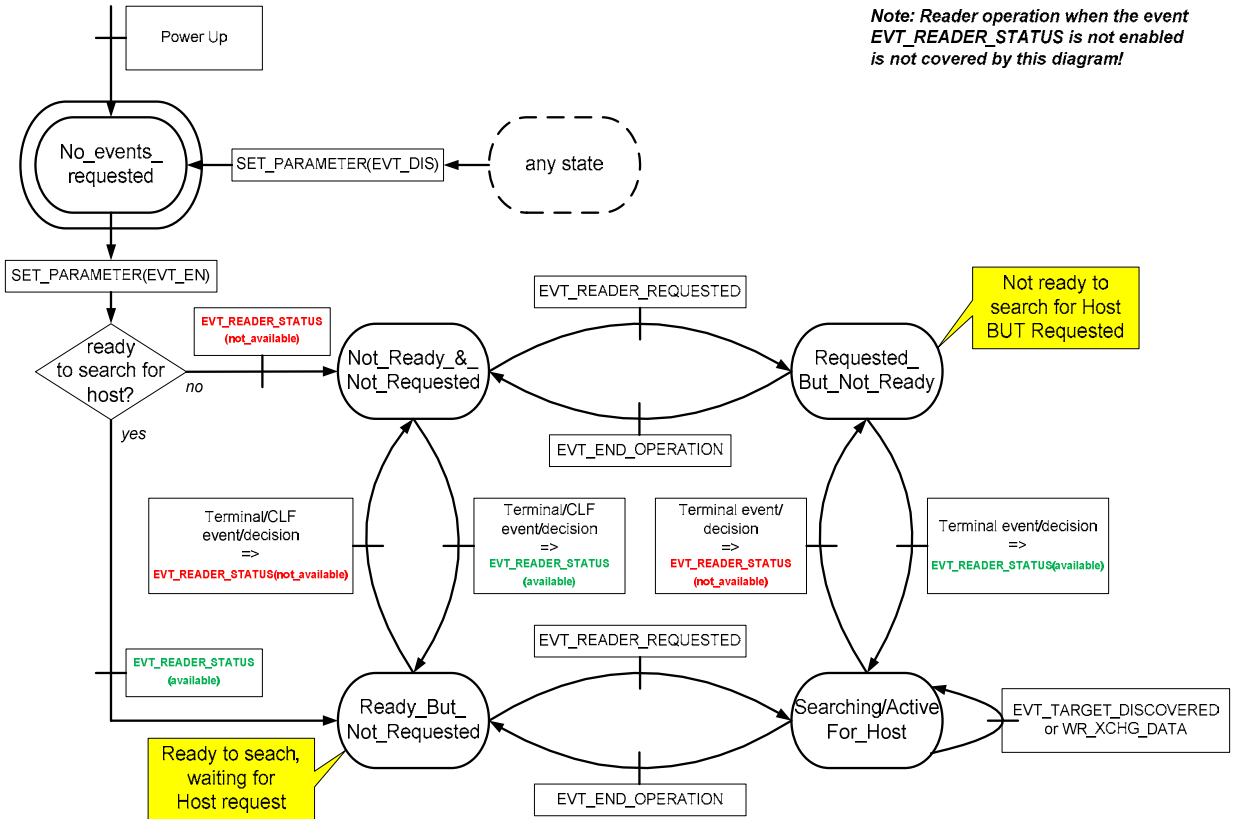 Power Up
Note: Reader operation when the event
EVT_READER_STATUS is not enabled
is not covered by this diagram!
No_events_
requested
SET_PARAMETER(EVT_DIS)
any state
SET_PARAMETER(EVT_EN)
ready
to search for
host?
no
yes
EVT_READER_STATUS
(not_available)
Not_Ready_&_
Not_Requested
EVT_READER_REQUESTED
Requested_
But_Not_Ready
Not ready to
search for Host
BUT Requested
EVT_END_OPERATION
Terminal/CLF
event/decision
=>
EVT_READER_STATUS(not_available)
Terminal/CLF
event/decision
=>
EVT_READER_STATUS
(available)
Terminal event/
decision
=>
EVT_READER_STATUS
(not_available)
Terminal event/decision
=>
EVT_READER_STATUS(available)
EVT_READER_STATUS
(available)
Ready_But_
Not_Requested
EVT_READER_REQUESTED
Searching/Active
For_Host
EVT_TARGET_DISCOVERED
or WR_XCHG_DATA
Ready to seach,
waiting for
Host request
EVT_END_OPERATION